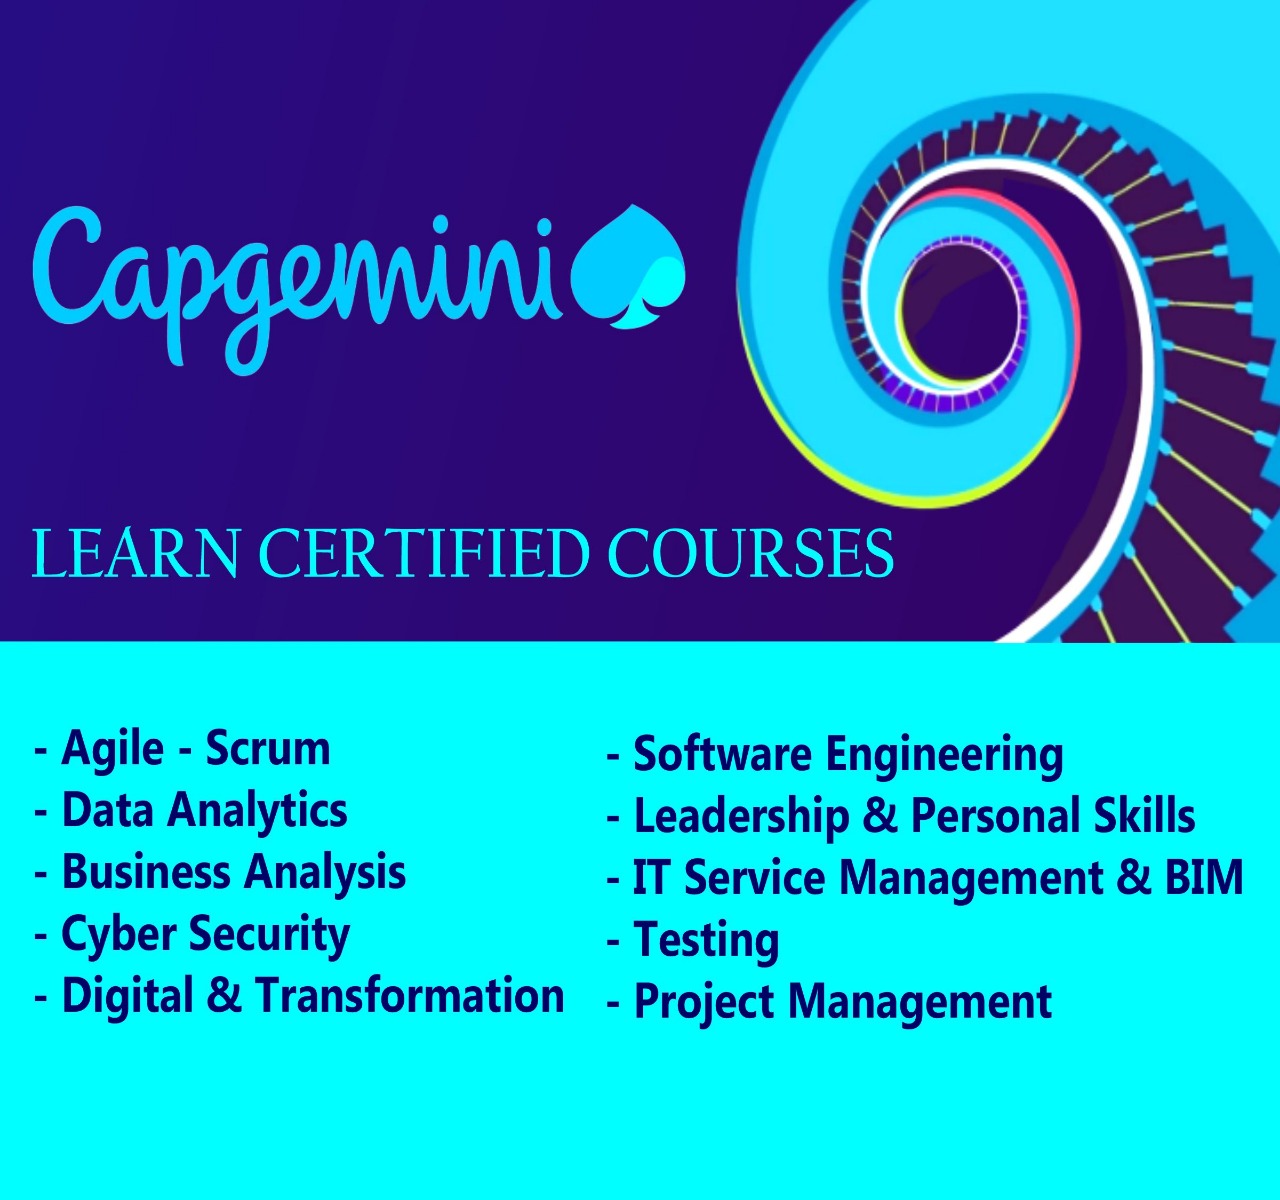 Capgemini
LEARN CERTIFIED COURSES
- Agile - Scrum
- Data Analytics
- Business Analysis
- Cyber Security
- Digital & Transformation
- Software Engineering
- Leadership & Personal Skills
- IT Service Management & BIM
- Testing
- Project Management